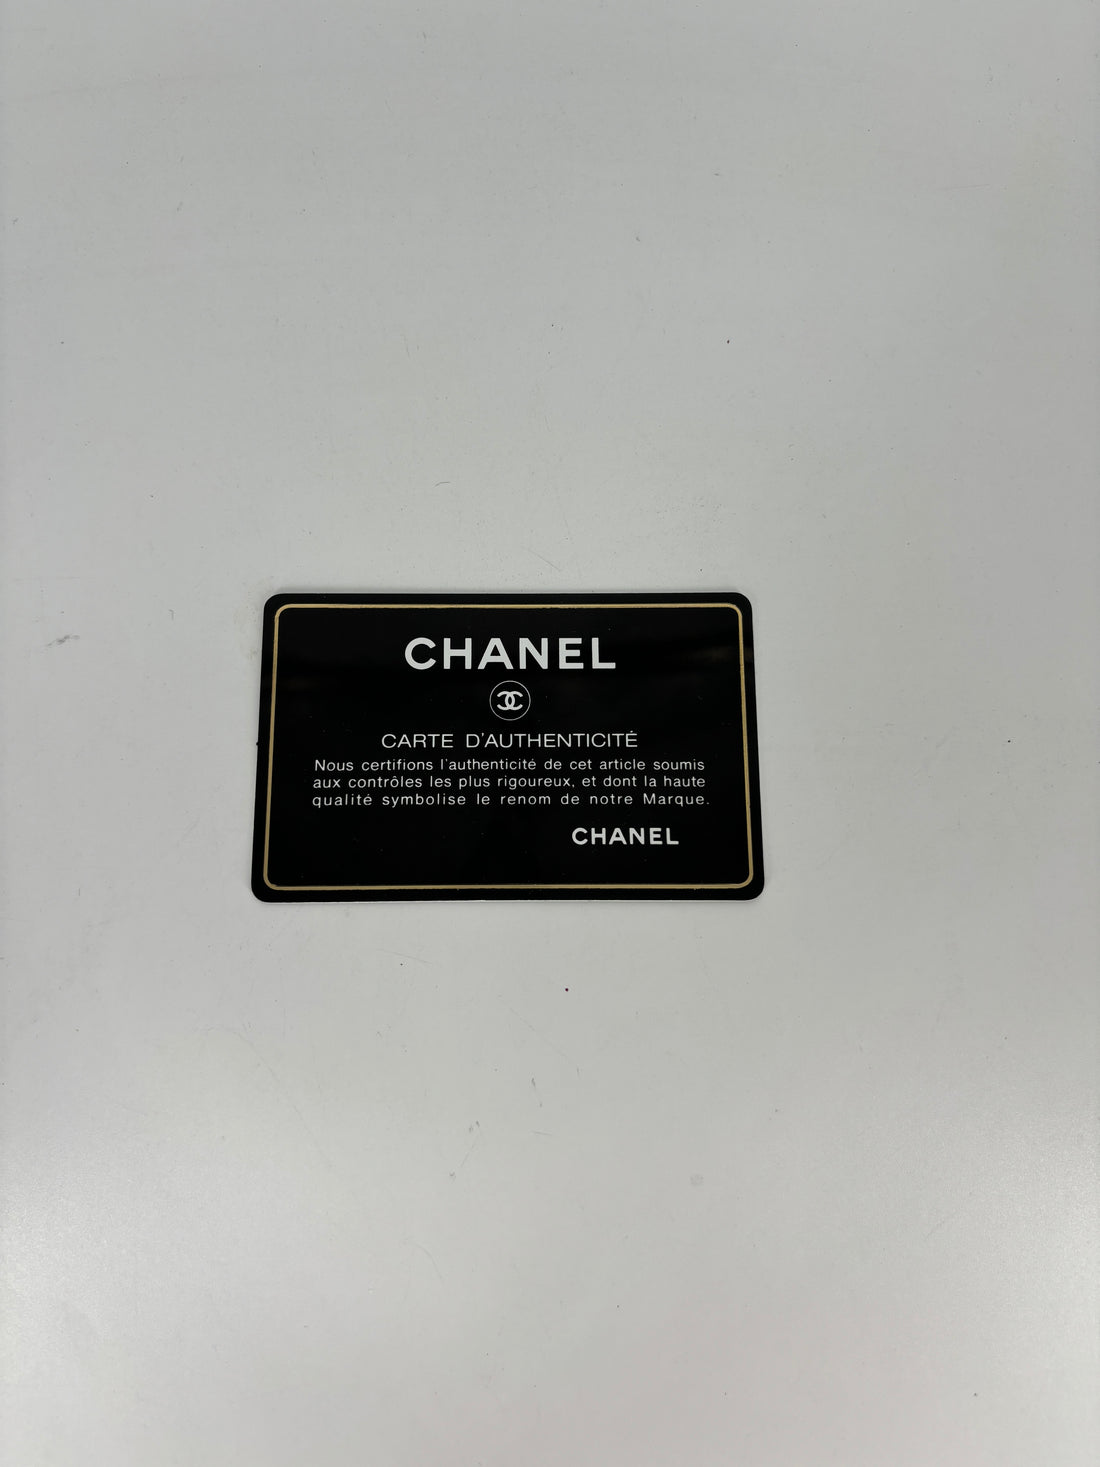 CHANEL
CARTE D'AUTHENTICITÉ
Nous certifions l'authenticité de cet article soumis
aux contrôles les plus rigoureux, et dont la haute
qualité symbolise le renom de notre Marque.
CHANEL